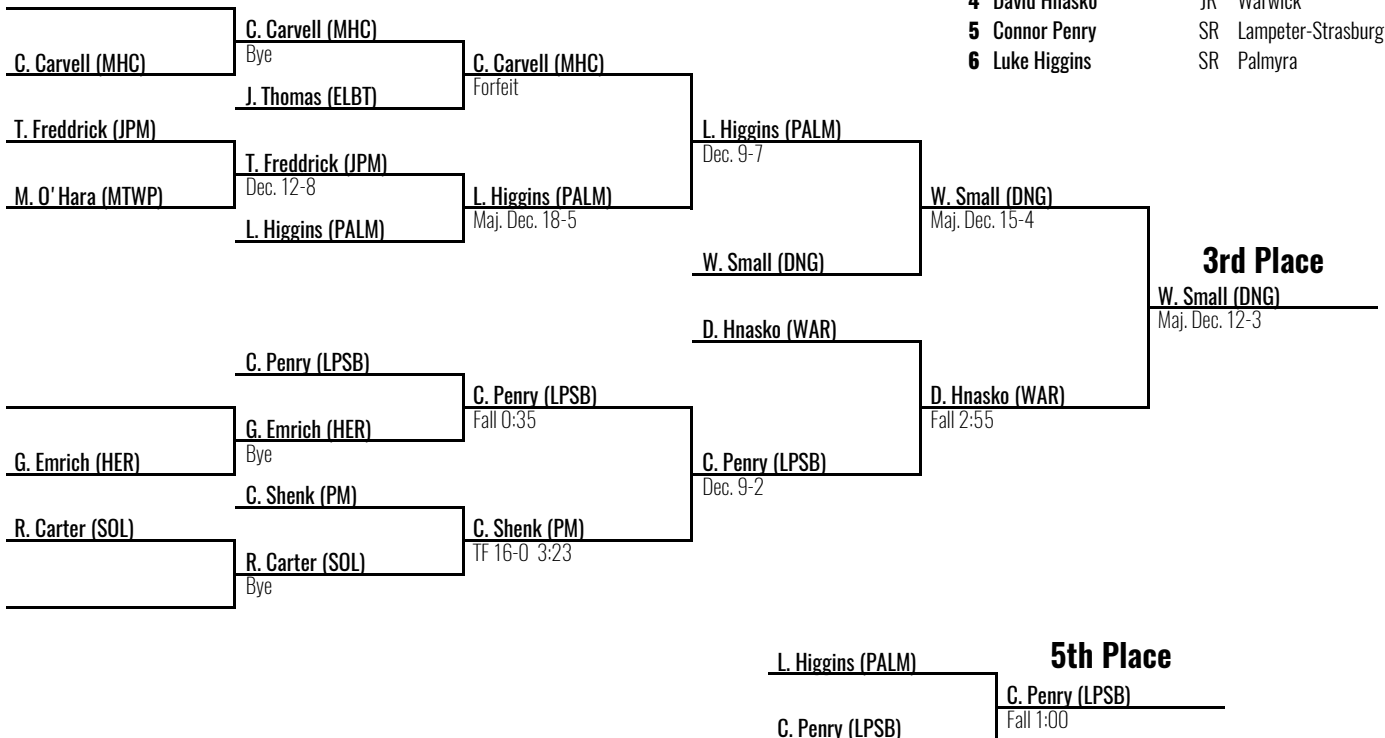 4 David Hnasko JR Warwick
5 Connor Penry SR Lampeter-Strasburg
6 Luke Higgins SR Palmyra
C. Carvell (MHC)
C. Carvell (MHC)
Bye
J. Thomas (ELBT)
C. Carvell (MHC)
Forfeit
T. Freddrick (JPM)
M. O'Hara (MTWP)
T. Freddrick (JPM)
Dec. 12-8
L. Higgins (PALM)
L. Higgins (PALM)
Maj. Dec. 18-5
L. Higgins (PALM)
Dec. 9-7
W. Small (DNG)
W. Small (DNG)
Maj. Dec. 15-4
3rd Place
W. Small (DNG)
Maj. Dec. 12-3
D. Hnasko (WAR)
D. Hnasko (WAR)
Fall 2:55
C. Penry (LPSB)
C. Penry (LPSB)
Fall 0:35
G. Emrich (HER)
Bye
G. Emrich (HER)
C. Penry (LPSB)
Dec. 9-2
C. Shenk (PM)
C. Shenk (PM)
TF 16-0 3:23
R. Carter (SOL)
R. Carter (SOL)
Bye
5th Place
L. Higgins (PALM)
C. Penry (LPSB)
Fall 1:00
C. Penry (LPSB)